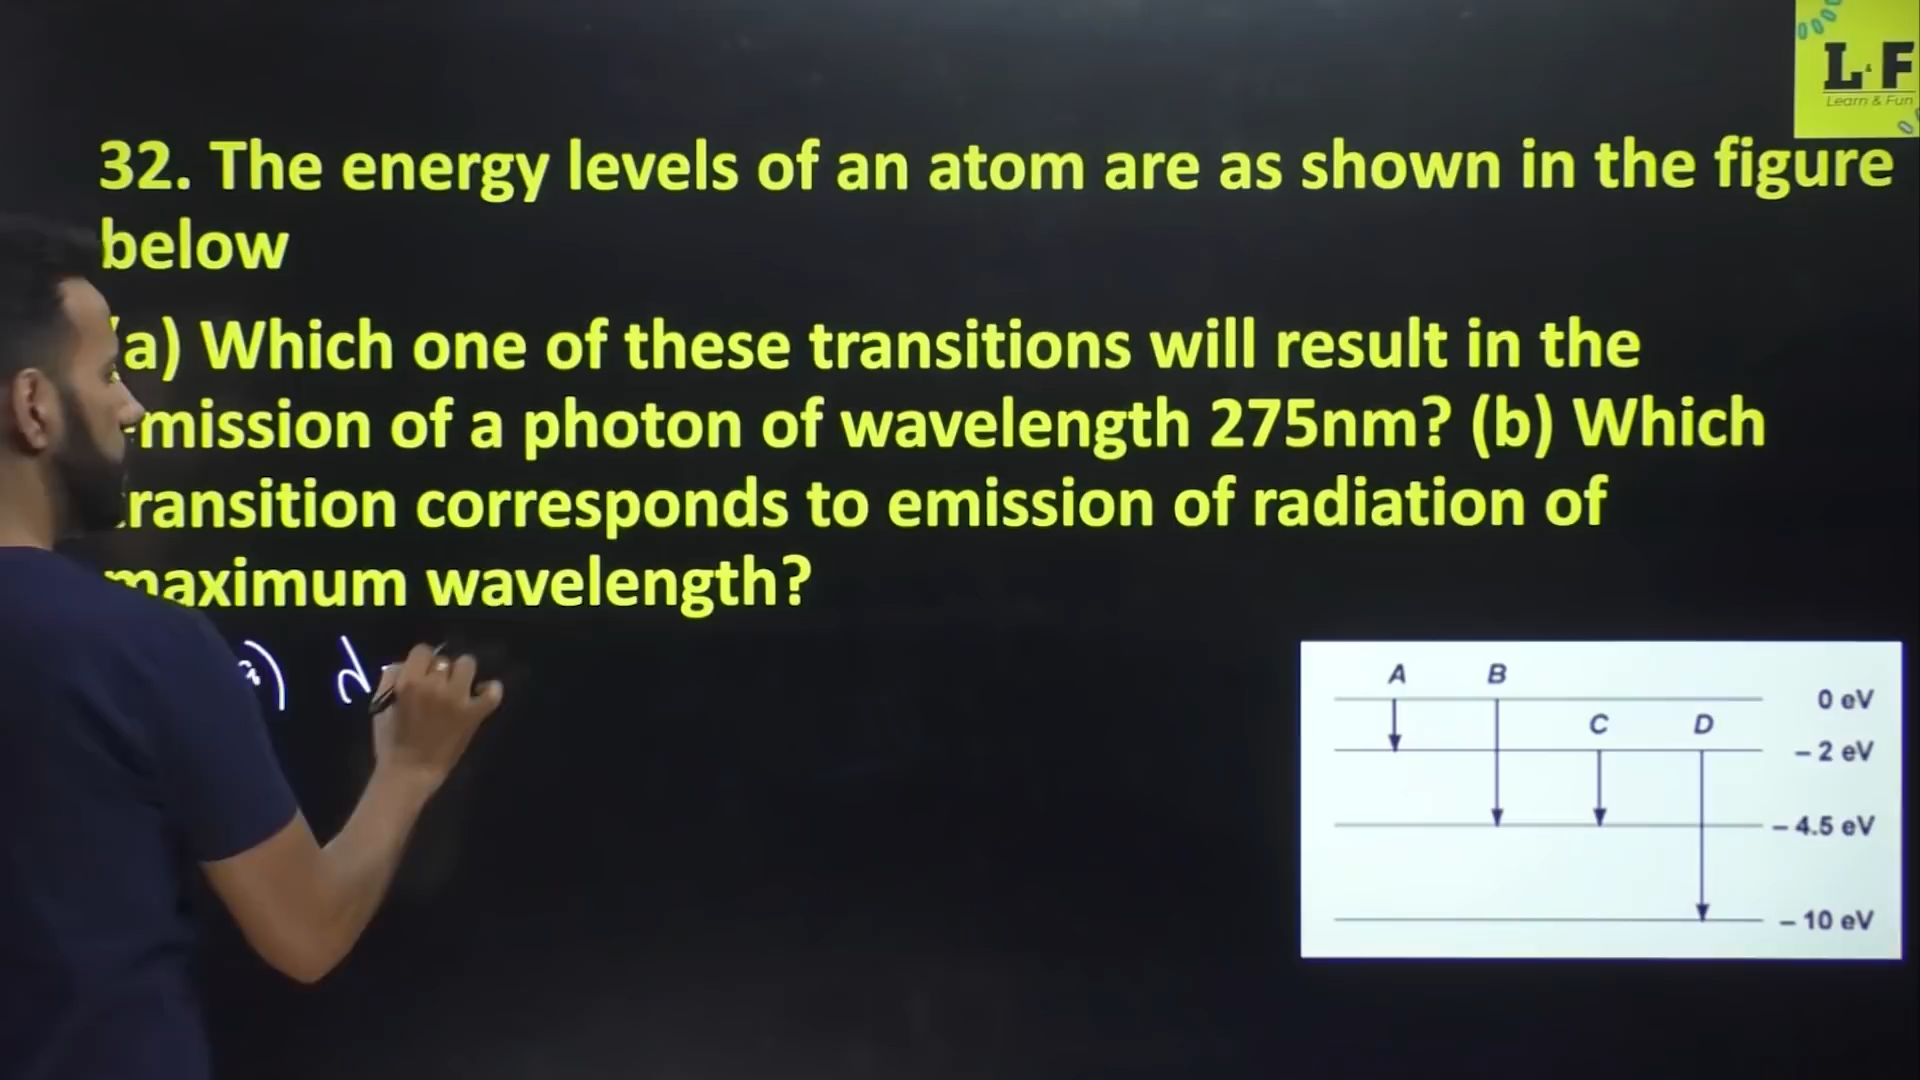 L&F
Learn & Fun
32. The energy levels of an atom are as shown in the figure
below
a) Which one of these transitions will result in the
mission of a photon of wavelength 275nm? (b) Which
ransition corresponds to emission of radiation of
maximum wavelength?
λ
A B
0 eV
C D
– 2 eV
– 4.5 eV
– 10 eV